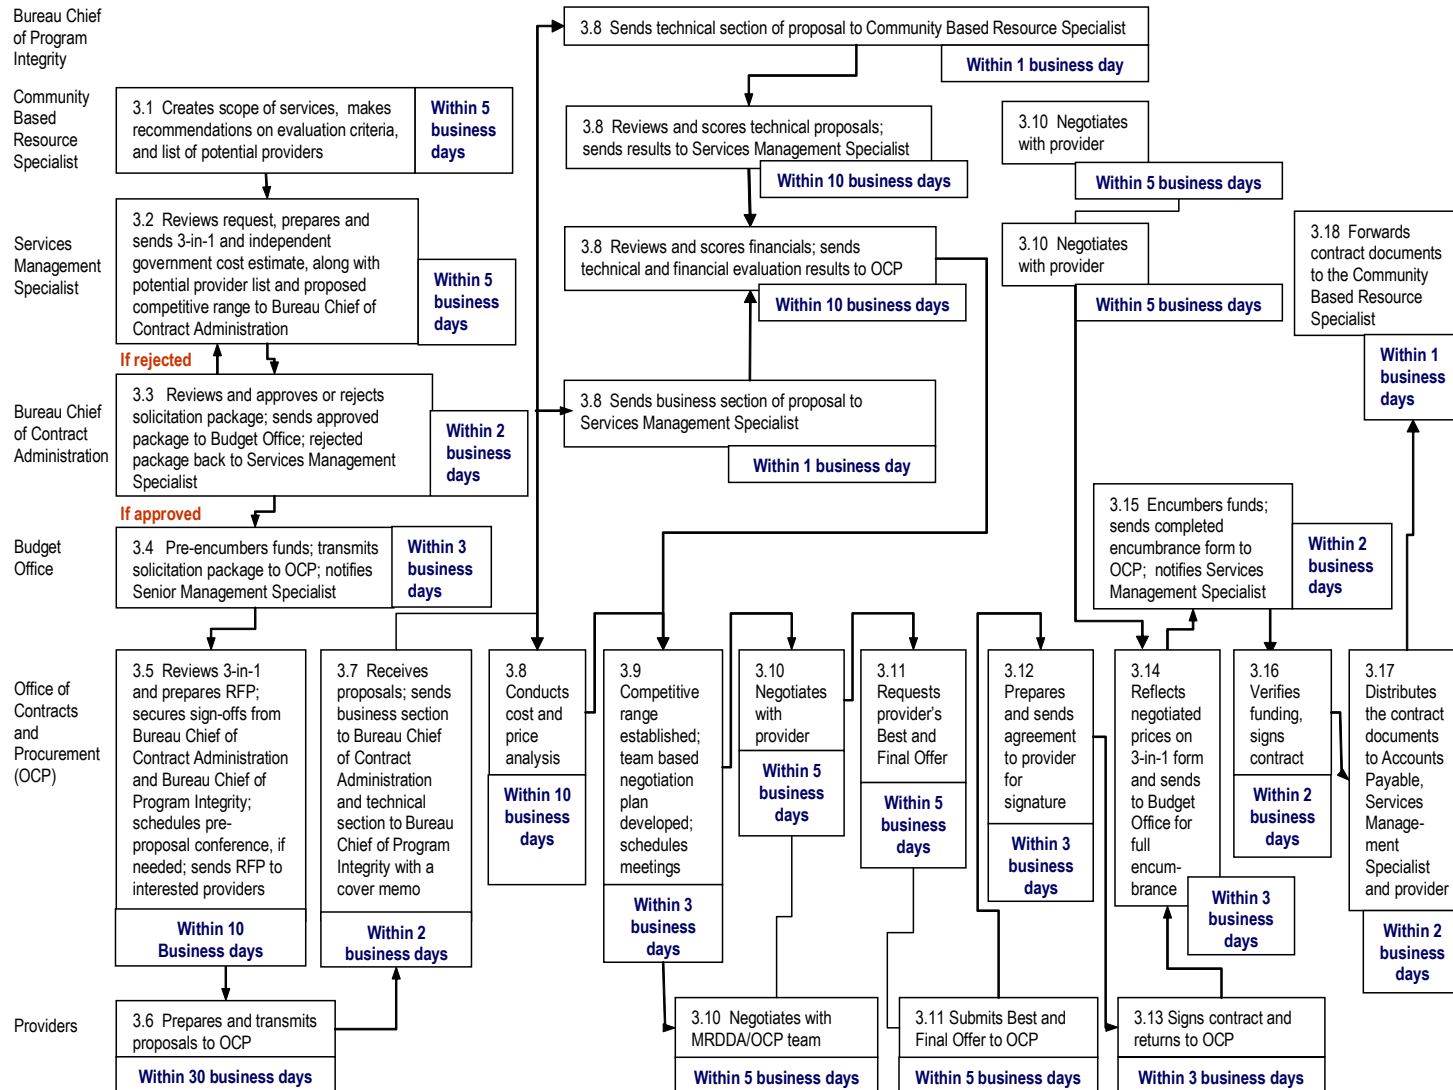 Bureau Chief
of Program
Integrity
3.8 Sends technical section of proposal to Community Based Resource Specialist
Within 1 business day
Community
Based
Resource
Specialist
3.1 Creates scope of services, makes
recommendations on evaluation criteria,
and list of potential providers
Within 5
business
days
3.8 Reviews and scores technical proposals;
sends results to Services Management Specialist
Within 10 business days
3.10 Negotiates
with provider
Within 5 business days
Services
Management
Specialist
3.2 Reviews request, prepares and
sends 3-in-1 and independent
government cost estimate, along with
potential provider list and proposed
competitive range to Bureau Chief of
Contract Administration
Within 5
business
days
3.8 Reviews and scores financials; sends
technical and financial evaluation results to OCP
Within 10 business days
3.10 Negotiates
with provider
Within 5 business days
3.18 Forwards
contract documents
to the Community
Based Resource
Specialist
Within 1
business
days
If rejected
Bureau Chief
of Contract
Administration
3.3 Reviews and approves or rejects
solicitation package; sends approved
package to Budget Office; rejected
package back to Services Management
Specialist
Within 2
business
days
3.8 Sends business section of proposal to
Services Management Specialist
Within 1 business day
If approved
Budget
Office
3.4 Pre-encumbers funds; transmits
solicitation package to OCP; notifies
Senior Management Specialist
Within 3
business
days
3.15 Encumbers funds;
sends completed
encumbrance form to
OCP; notifies Services
Management Specialist
Within 2
business
days
Office of
Contracts
and
Procurement
(OCP)
3.5 Reviews 3-in-1
and prepares RFP;
secures sign-offs from
Bureau Chief of
Contract Administration
and Bureau Chief of
Program Integrity;
schedules pre-
proposal conference, if
needed; sends RFP to
interested providers
Within 10
Business days
3.7 Receives
proposals; sends
business section
to Bureau Chief
of Contract
Administration
and technical
section to Bureau
Chief of Program
Integrity with a
cover memo
Within 2
business days
3.8
Conducts
cost and
price
analysis
Within 10
business
days
3.9
Competitive
range
established;
team based
negotiation
plan
developed;
schedules
meetings
Within 3
business
days
3.10
Negotiates
with
provider
Within 5
business
days
3.11
Requests
provider's
Best and
Final Offer
Within 5
business
days
3.12
Prepares
and sends
agreement
to provider
for
signature
Within 3
business
days
3.14
Reflects
negotiated
prices on
3-in-1 form
and sends
to Budget
Office for
full
encum-
brance
Within 3
business
days
3.16
Verifies
funding,
signs
contract
Within 2
business
days
3.17
Distributes
the contract
documents
to Accounts
Payable,
Services
Manage-
ment
Specialist
and provider
Within 2
business
days
Providers
3.6 Prepares and transmits
proposals to OCP
Within 30 business days
3.10 Negotiates with
MRDDA/OCP team
Within 5 business days
3.11 Submits Best and
Final Offer to OCP
Within 5 business days
3.13 Signs contract and
returns to OCP
Within 3 business days